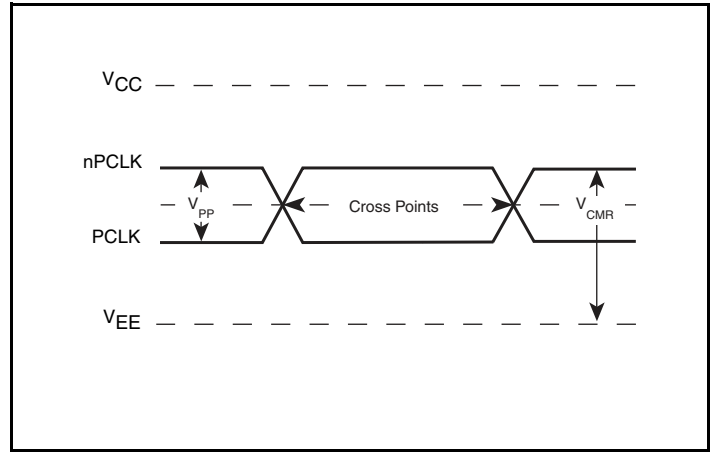 VCC
nPCLK
VPP
Cross Points
VCMR
PCLK
VEE